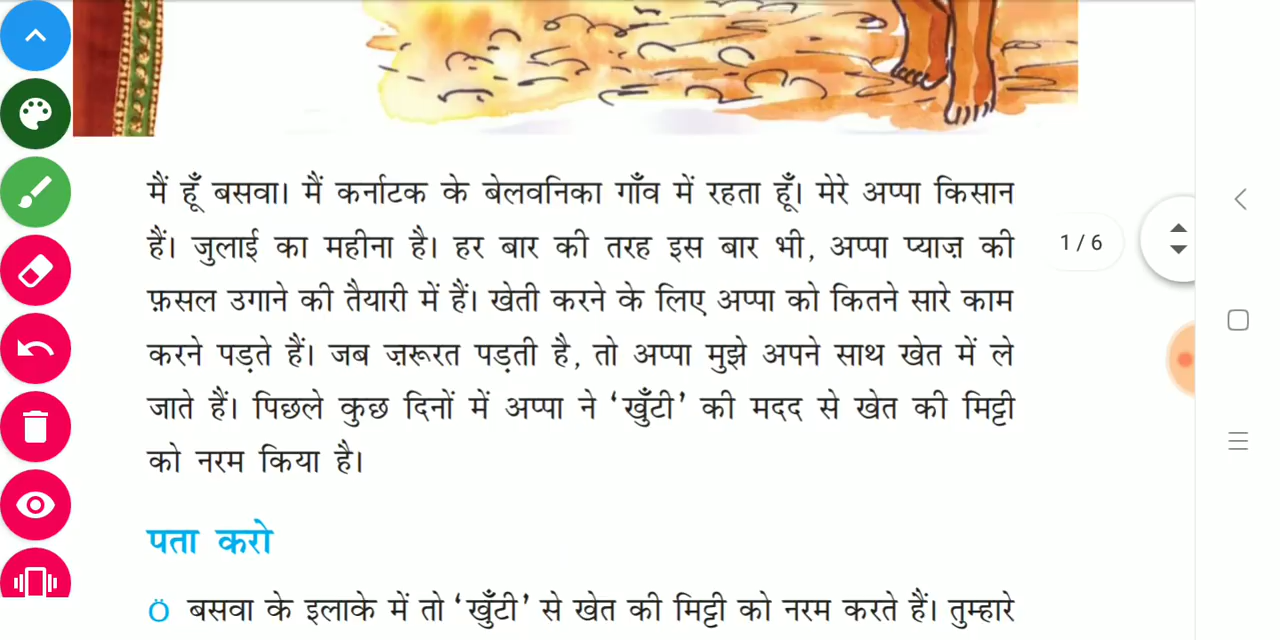 मैं हूँ बसवा। मैं कर्नाटक के बेलवनिका गाँव में रहता हूँ। मेरे अप्पा किसान
हैं। जुलाई का महीना है। हर बार की तरह इस बार भी, अप्पा प्याज़ की
1 / 6
फ़सल उगाने की तैयारी में हैं। खेती करने के लिए अप्पा को कितने सारे काम
करने पड़ते हैं। जब ज़रूरत पड़ती है, तो अप्पा मुझे अपने साथ खेत में ले
जाते हैं। पिछले कुछ दिनों में अप्पा ने ‘खुँटी’ की मदद से खेत की मिट्टी
को नरम किया है।
पता करो
Ö बसवा के इलाके में तो ‘खुँटी’ से खेत की मिट्टी को नरम करते हैं। तुम्हारे